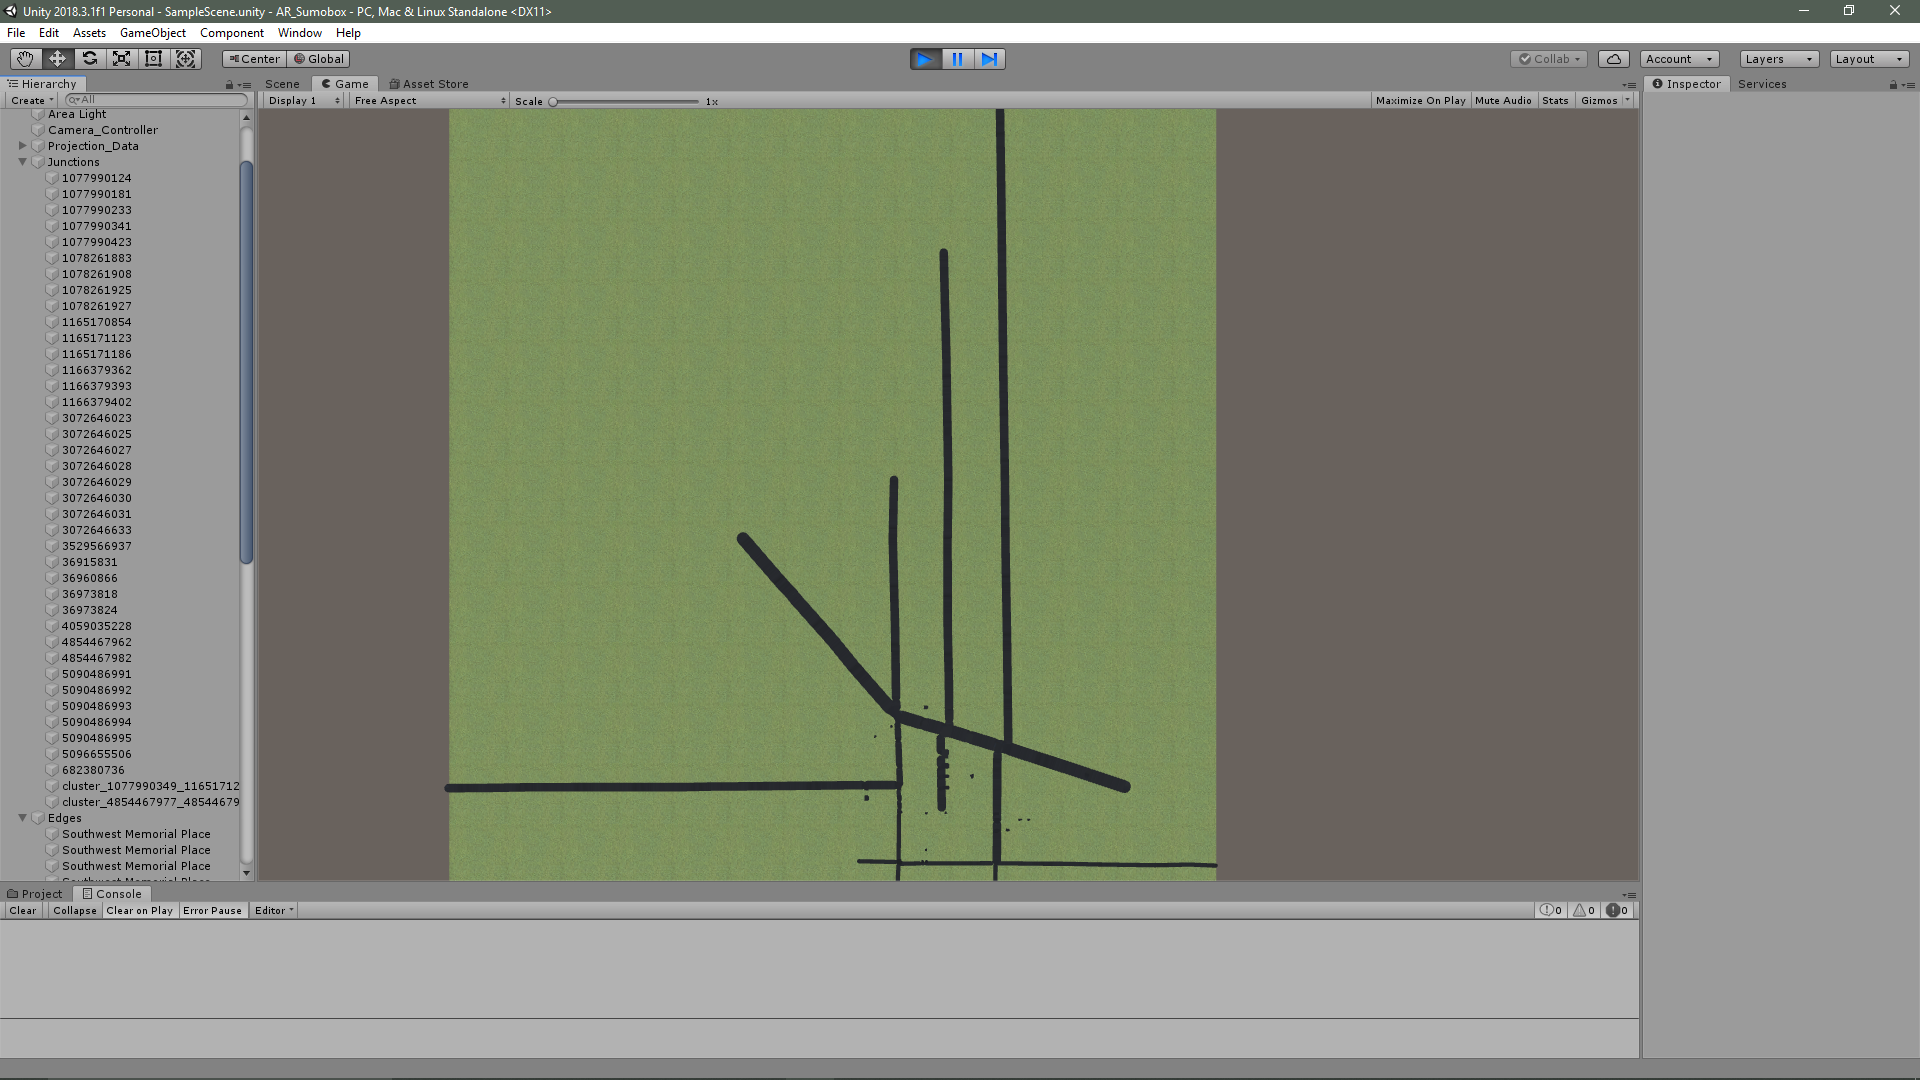 Unity 2018.3.1f1 Personal - SampleScene.unity - AR_Sumobox - PC, Mac & Linux Standalone <DX11>
File Edit Assets GameObject Component Window Help
Center Global Collab Account Layers Layout
Hierarchy Scene Game Asset Store Inspector Services
Create All Display 1 Free Aspect Scale 1x Maximize On Play Mute Audio Stats Gizmos
Area Light
Camera_Controller
Projection_Data
Junctions
1077990124
1077990181
1077990233
1077990341
1077990423
1078261883
1078261908
1078261925
1078261927
1165170854
1165171123
1165171186
1166379362
1166379393
1166379402
3072646023
3072646025
3072646027
3072646028
3072646029
3072646030
3072646031
3072646633
3529566937
36915831
36960866
36973818
36973824
4059035228
4854467962
4854467982
5090486991
5090486992
5090486993
5090486994
5090486995
5096655506
682380736
cluster_1077990349_11651712
cluster_4854467977_48544679
Edges
Southwest Memorial Place
Southwest Memorial Place
Southwest Memorial Place
Project Console
Clear Collapse Clear on Play Error Pause Editor 0 0 0